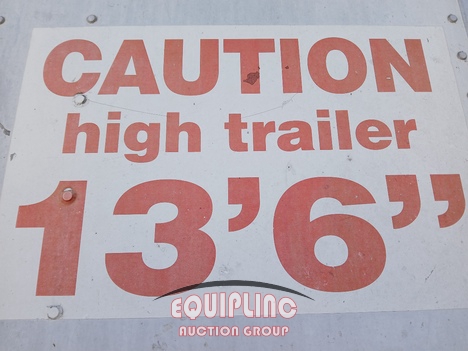 CAUTION
high trailer
13'6”
EQUIPLINC
AUCTION GROUP